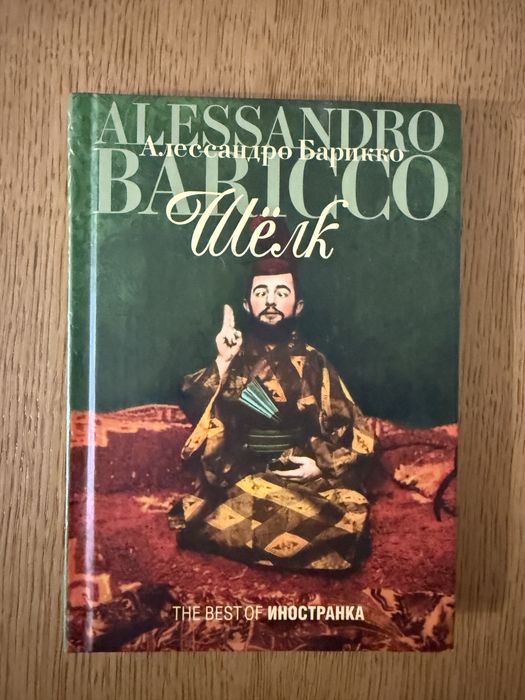 ALESSANDRO
Алессандро Барикко
BARICCO
Шёлк
THE BEST OF ИНОСТРАНКА